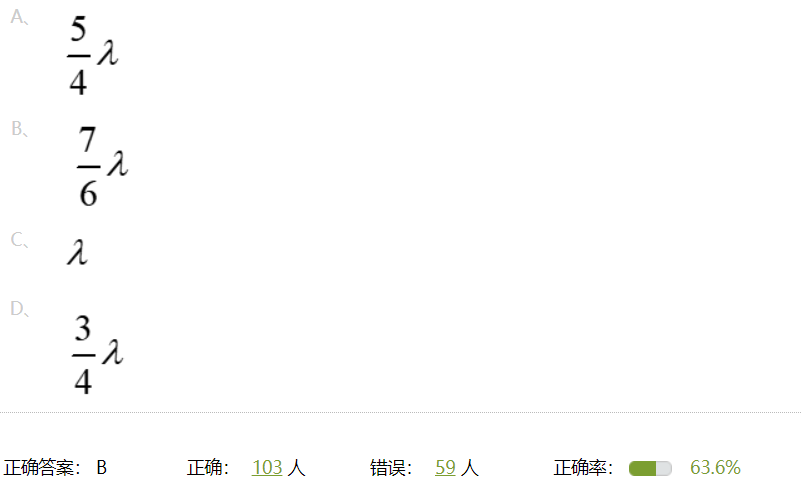 A、 5/4 λ
B、 7/6 λ
C、 λ
D、 3/4 λ
正确答案： B 正确： 103 人 错误： 59 人 正确率： 63.6%